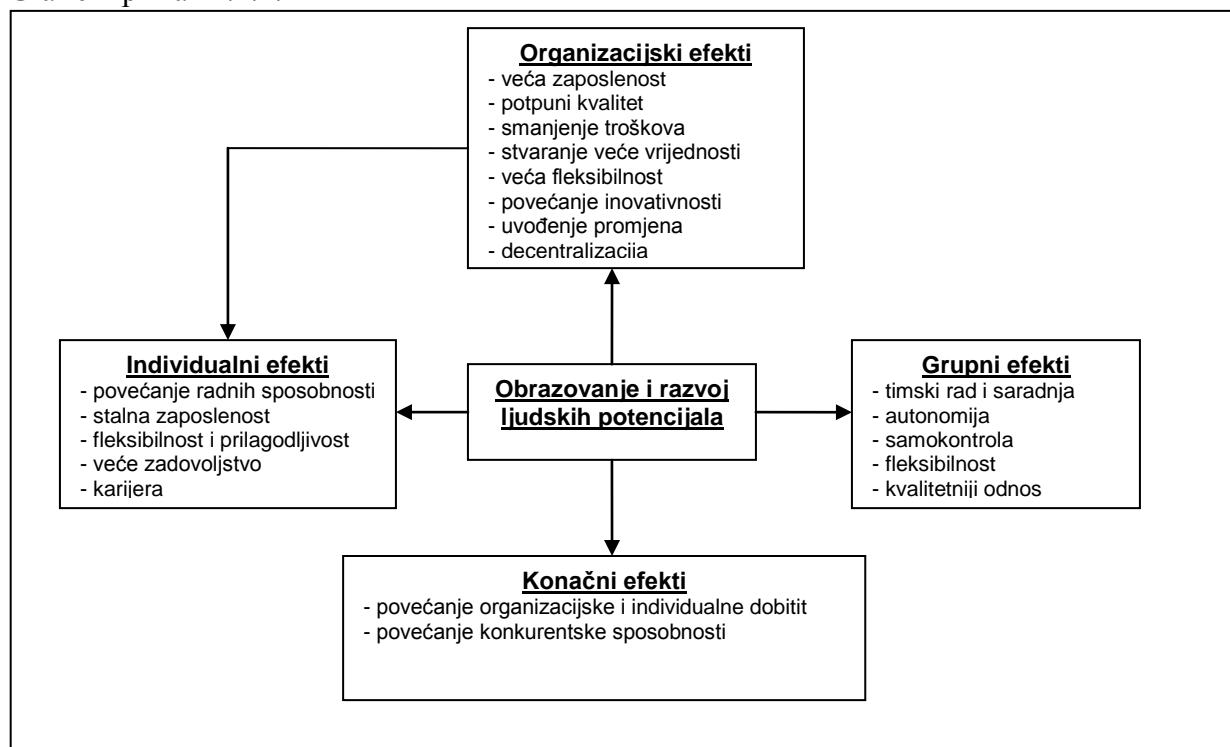 Organizacijski efekti
- veća zaposlenost
- potpuni kvalitet
- smanjenje troškova
- stvaranje veće vrijednosti
- veća fleksibilnost
- povećanje inovativnosti
- uvođenje promjena
- decentralizacija
Individualni efekti
- povećanje radnih sposobnosti
- stalna zaposlenost
- fleksibilnost i prilagodljivost
- veće zadovoljstvo
- karijera
Obrazovanje i razvoj
ljudskih potencijala
Grupni efekti
- timski rad i saradnja
- autonomija
- samokontrola
- fleksibilnost
- kvalitetniji odnos
Konačni efekti
- povećanje organizacijske i individualne dobitit
- povećanje konkurentske sposobnosti